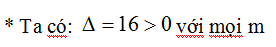 * Ta có: Δ = 16 > 0 với mọi m